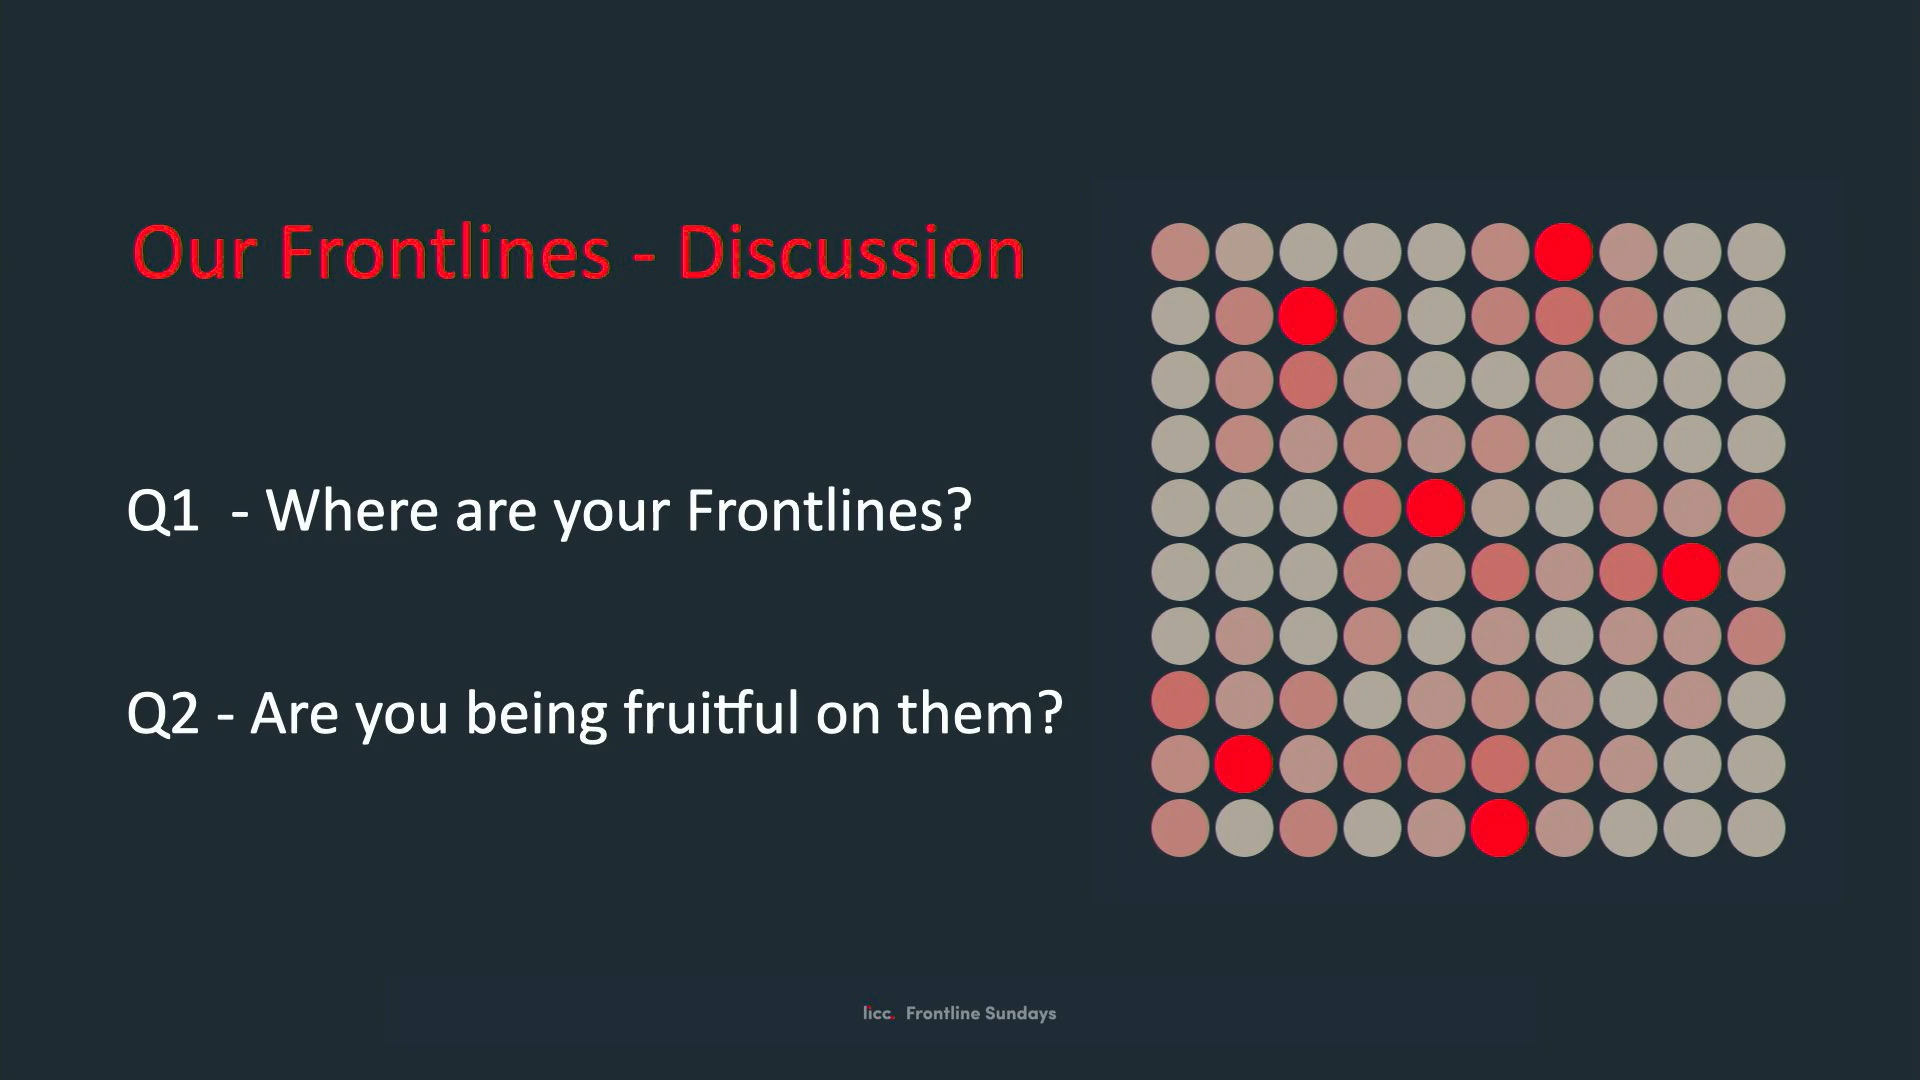 Our Frontlines - Discussion
Q1 - Where are your Frontlines?
Q2 - Are you being fruitful on them?
licc. Frontline Sundays